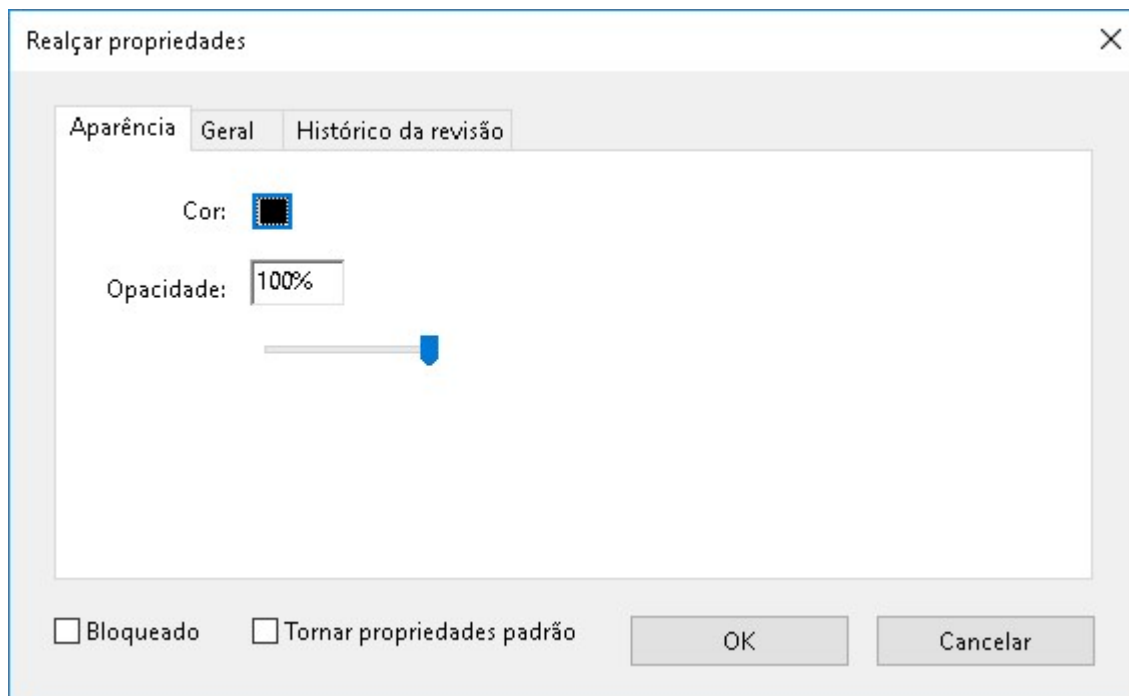 Realçar propriedades
Aparência Geral Histórico da revisão
Cor:
Opacidade: 100%
Bloqueado Tornar propriedades padrão OK Cancelar